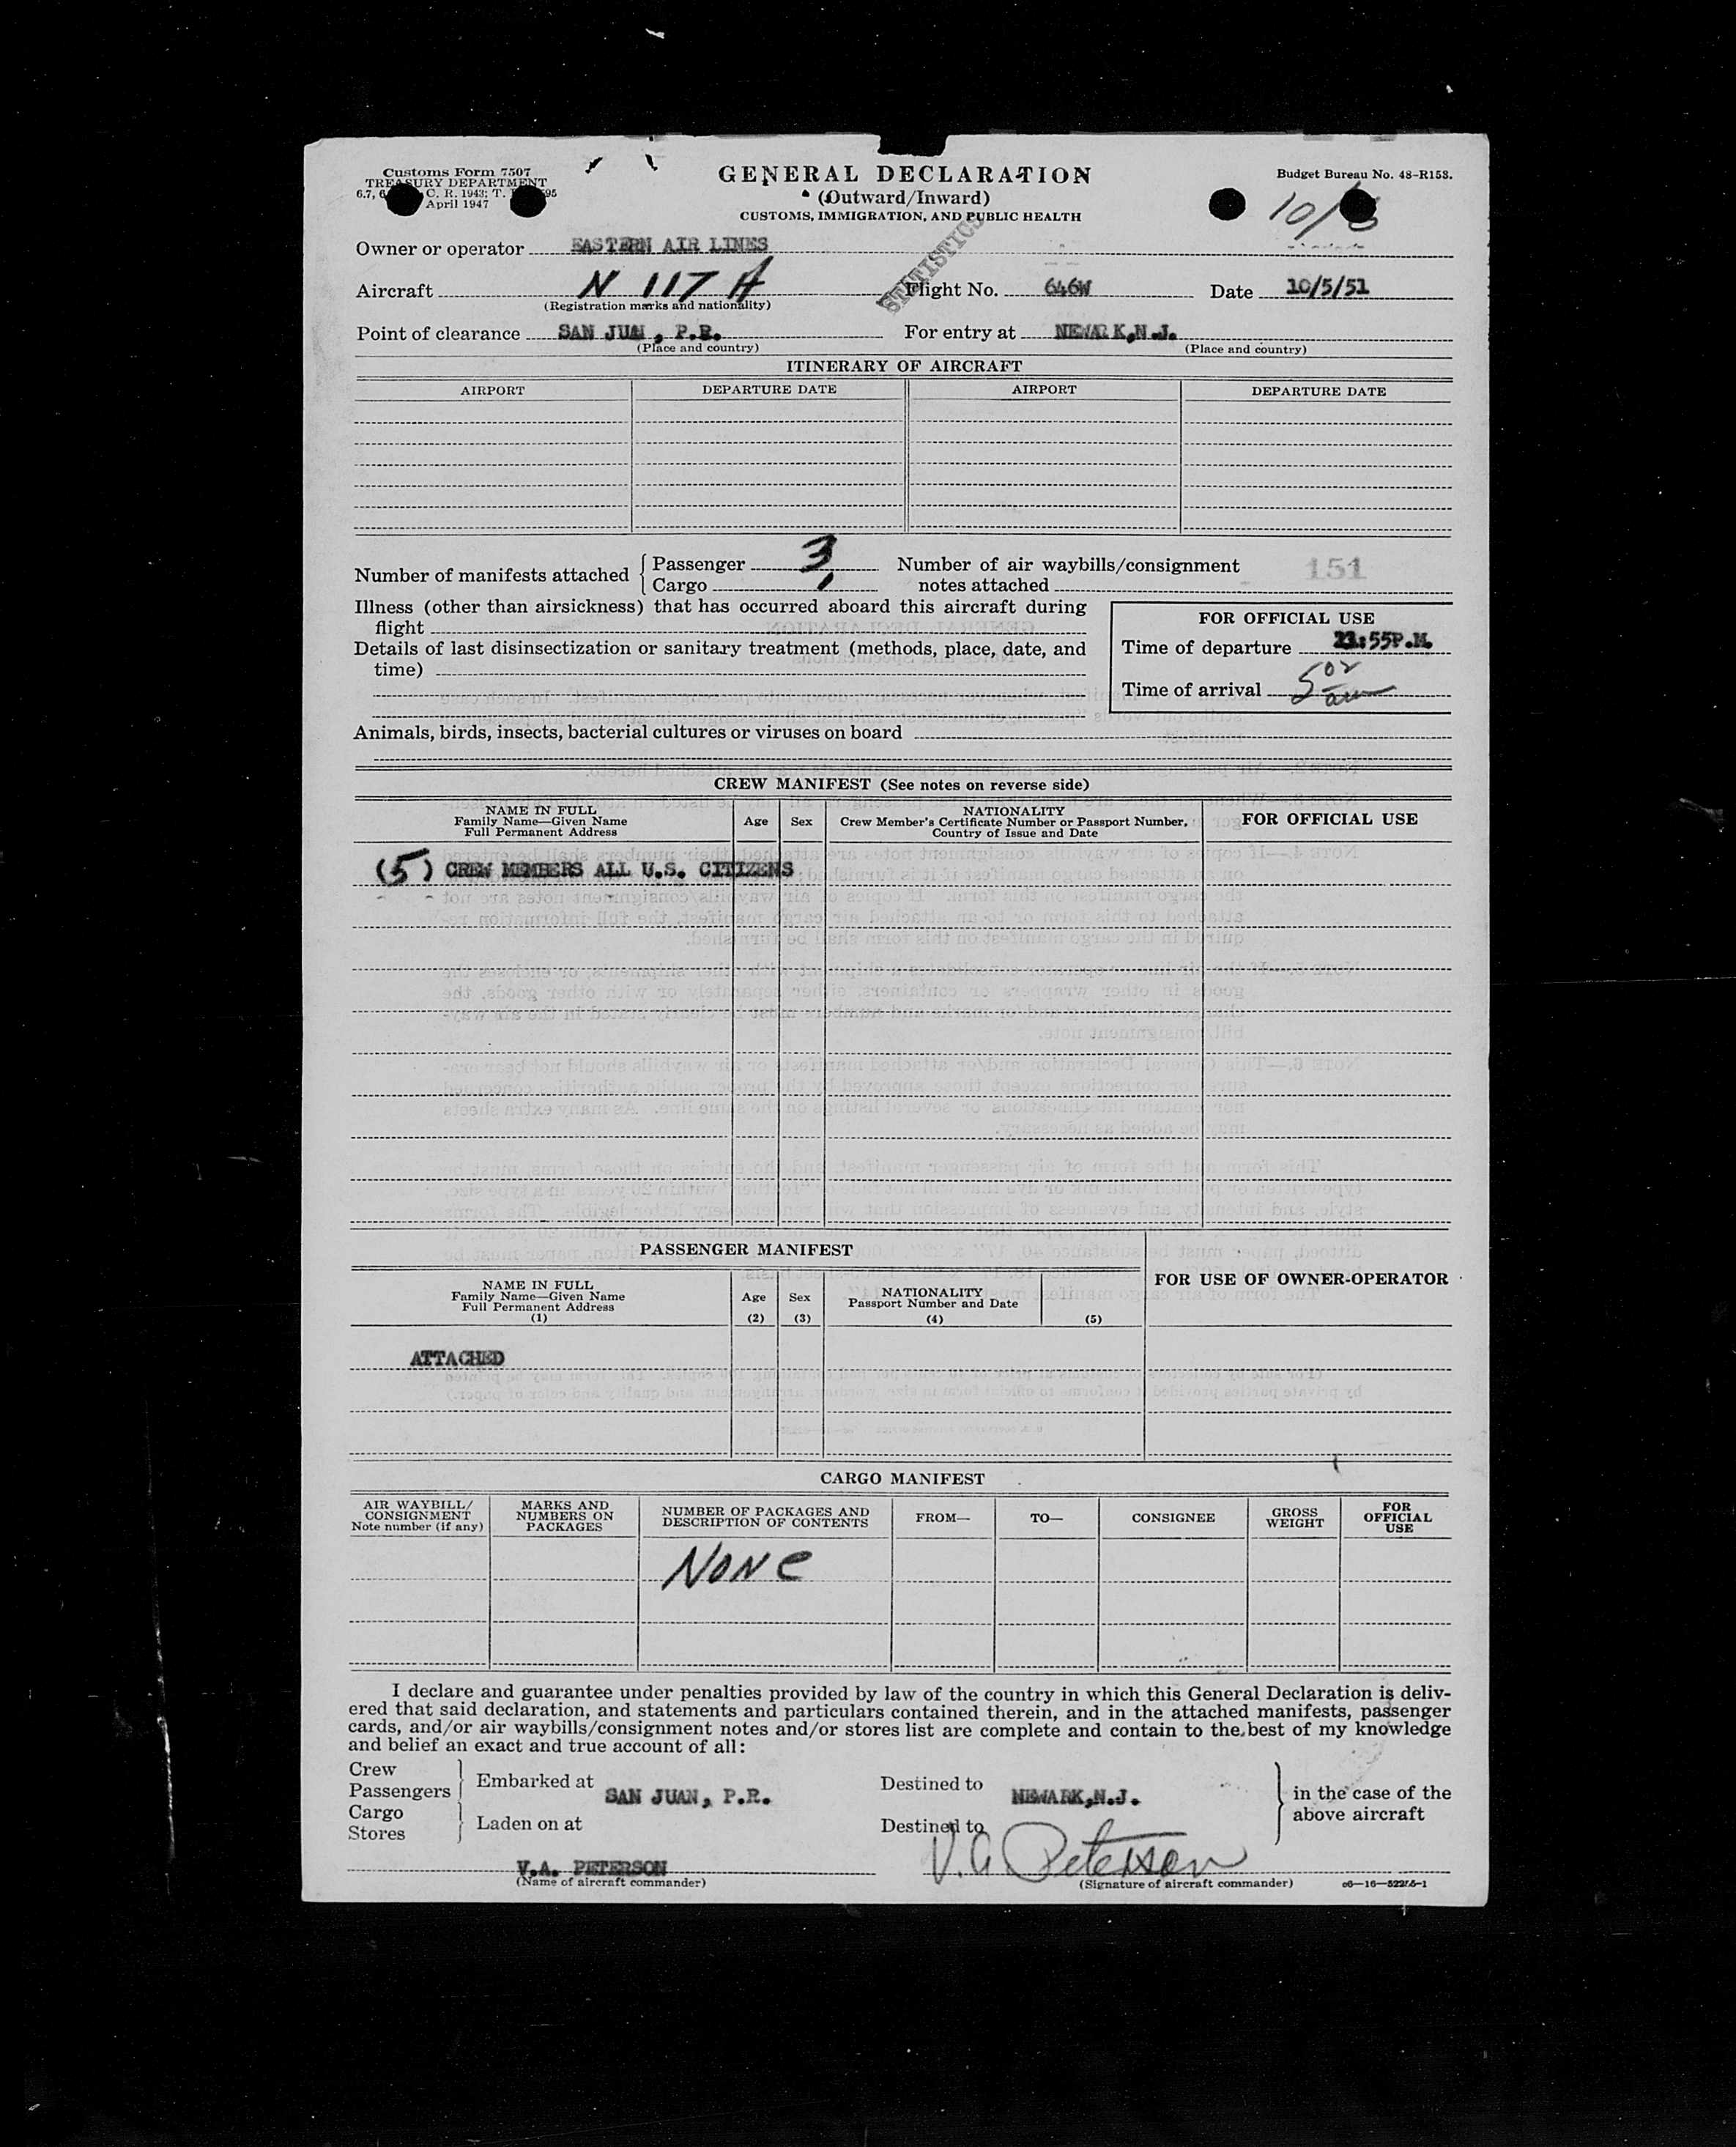 Customs Form 7507
TREASURY DEPARTMENT
C. R. 1943; T.
April 1947
GENERAL DECLARATION
(Outward/Inward)
CUSTOMS, IMMIGRATION, AND PUBLIC HEALTH
Budget Bureau No. 48-R153.
10/6
STATISTICS
Owner or operator EASTERN AIR LINES
Aircraft N 117 A Flight No. 646W Date 10/5/51
(Registration marks and nationality)
Point of clearance SAN JUAN, P.R. For entry at NEWARK,N.J.
(Place and country) (Place and country)
ITINERARY OF AIRCRAFT
AIRPORT DEPARTURE DATE AIRPORT DEPARTURE DATE
Number of manifests attached { Passenger 3 Number of air waybills/consignment 151
Cargo notes attached
Illness (other than airsickness) that has occurred aboard this aircraft during
flight
Details of last disinsectization or sanitary treatment (methods, place, date, and
time)
FOR OFFICIAL USE
Time of departure :55P.M.
Time of arrival 5 02 am
Animals, birds, insects, bacterial cultures or viruses on board
CREW MANIFEST (See notes on reverse side)
NAME IN FULL
Family Name—Given Name
Full Permanent Address
Age Sex
NATIONALITY
Crew Member's Certificate Number or Passport Number,
Country of Issue and Date
FOR OFFICIAL USE
(5) CREW MEMBERS ALL U.S. CITIZENS
PASSENGER MANIFEST
FOR USE OF OWNER-OPERATOR
NAME IN FULL
Family Name—Given Name
Full Permanent Address
(1)
Age
(2)
Sex
(3)
NATIONALITY
Passport Number and Date
(4)
(5)
ATTACHED
CARGO MANIFEST
AIR WAYBILL/
CONSIGNMENT
Note number (if any)
MARKS AND
NUMBERS ON
PACKAGES
NUMBER OF PACKAGES AND
DESCRIPTION OF CONTENTS
FROM— TO— CONSIGNEE
GROSS
WEIGHT
FOR
OFFICIAL
USE
NONE
I declare and guarantee under penalties provided by law of the country in which this General Declaration is deliv-
ered that said declaration, and statements and particulars contained therein, and in the attached manifests, passenger
cards, and/or air waybills/consignment notes and/or stores list are complete and contain to the best of my knowledge
and belief an exact and true account of all:
Crew
Passengers
Cargo
Stores
Embarked at SAN JUAN, P.R. Destined to NEWARK,N.J.
Laden on at Destined to
in the case of the
above aircraft
V.A. PETERSON V. A. Peterson
(Name of aircraft commander) (Signature of aircraft commander)